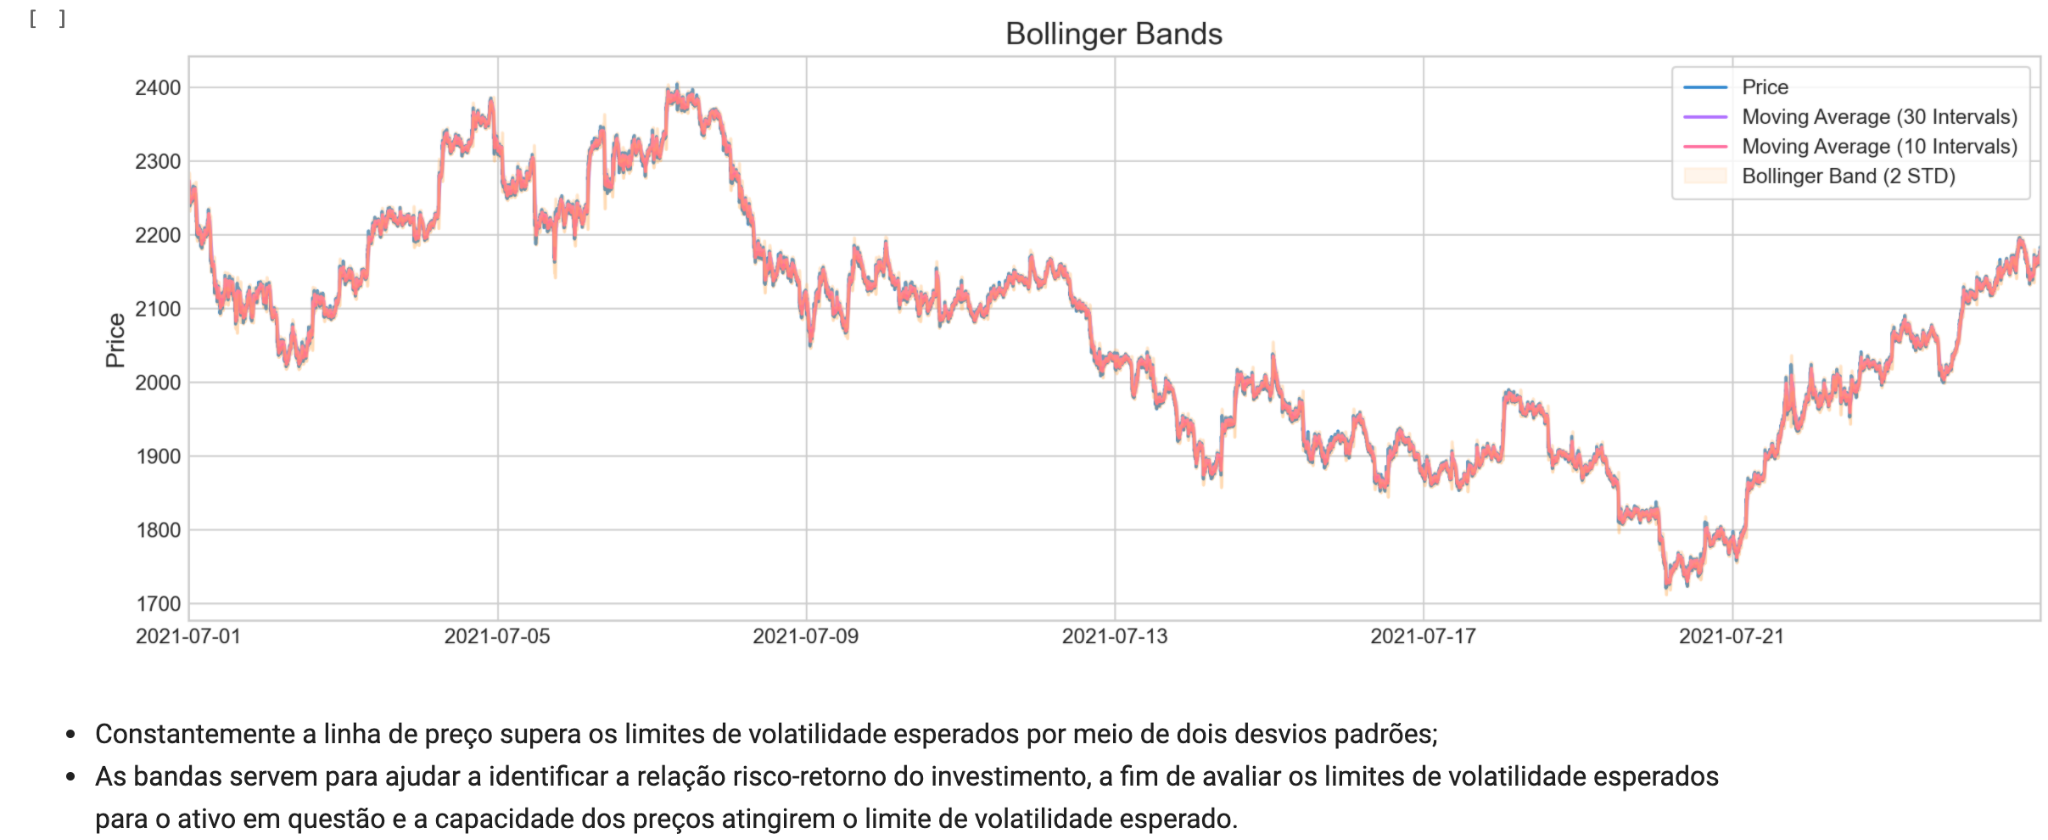 [ ]
Bollinger Bands
2400
2300
2200
2100
2000
1900
1800
1700
Price
Price
Moving Average (30 Intervals)
Moving Average (10 Intervals)
Bollinger Band (2 STD)
2021-07-01
2021-07-05
2021-07-09
2021-07-13
2021-07-17
2021-07-21
• Constantemente a linha de preço supera os limites de volatilidade esperados por meio de dois desvios padrões;
• As bandas servem para ajudar a identificar a relação risco-retorno do investimento, a fim de avaliar os limites de volatilidade esperados
para o ativo em questão e a capacidade dos preços atingirem o limite de volatilidade esperado.